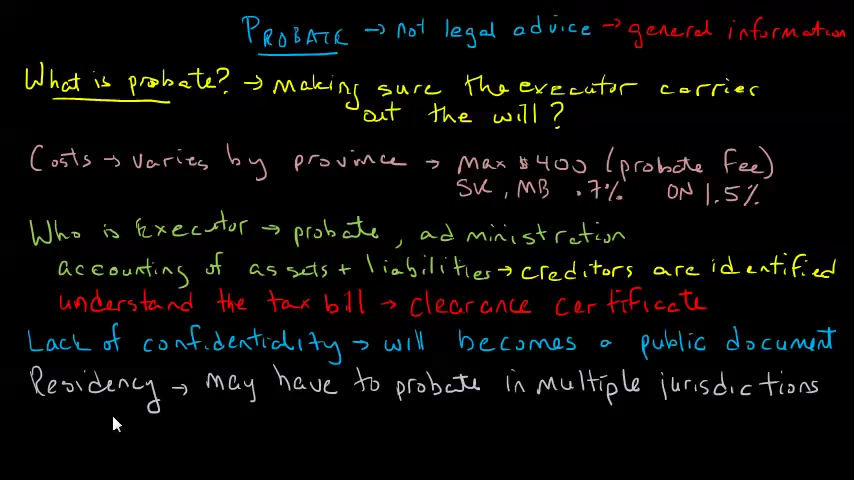 PROBATE → not legal advice → general information
What is probate? → making sure the executor carrier
out the will?
Costs → varies by province → Max $400 (probate Fee)
SK, MB .7% ON 1.5%
Who is Executor → probate, administration
accounting of assets + liabilities → creditors are identified
understand the tax bill → clearance certificate
Lack of confidentiality → will becomes a public document
Residency → may have to probate in multiple jurisdictions